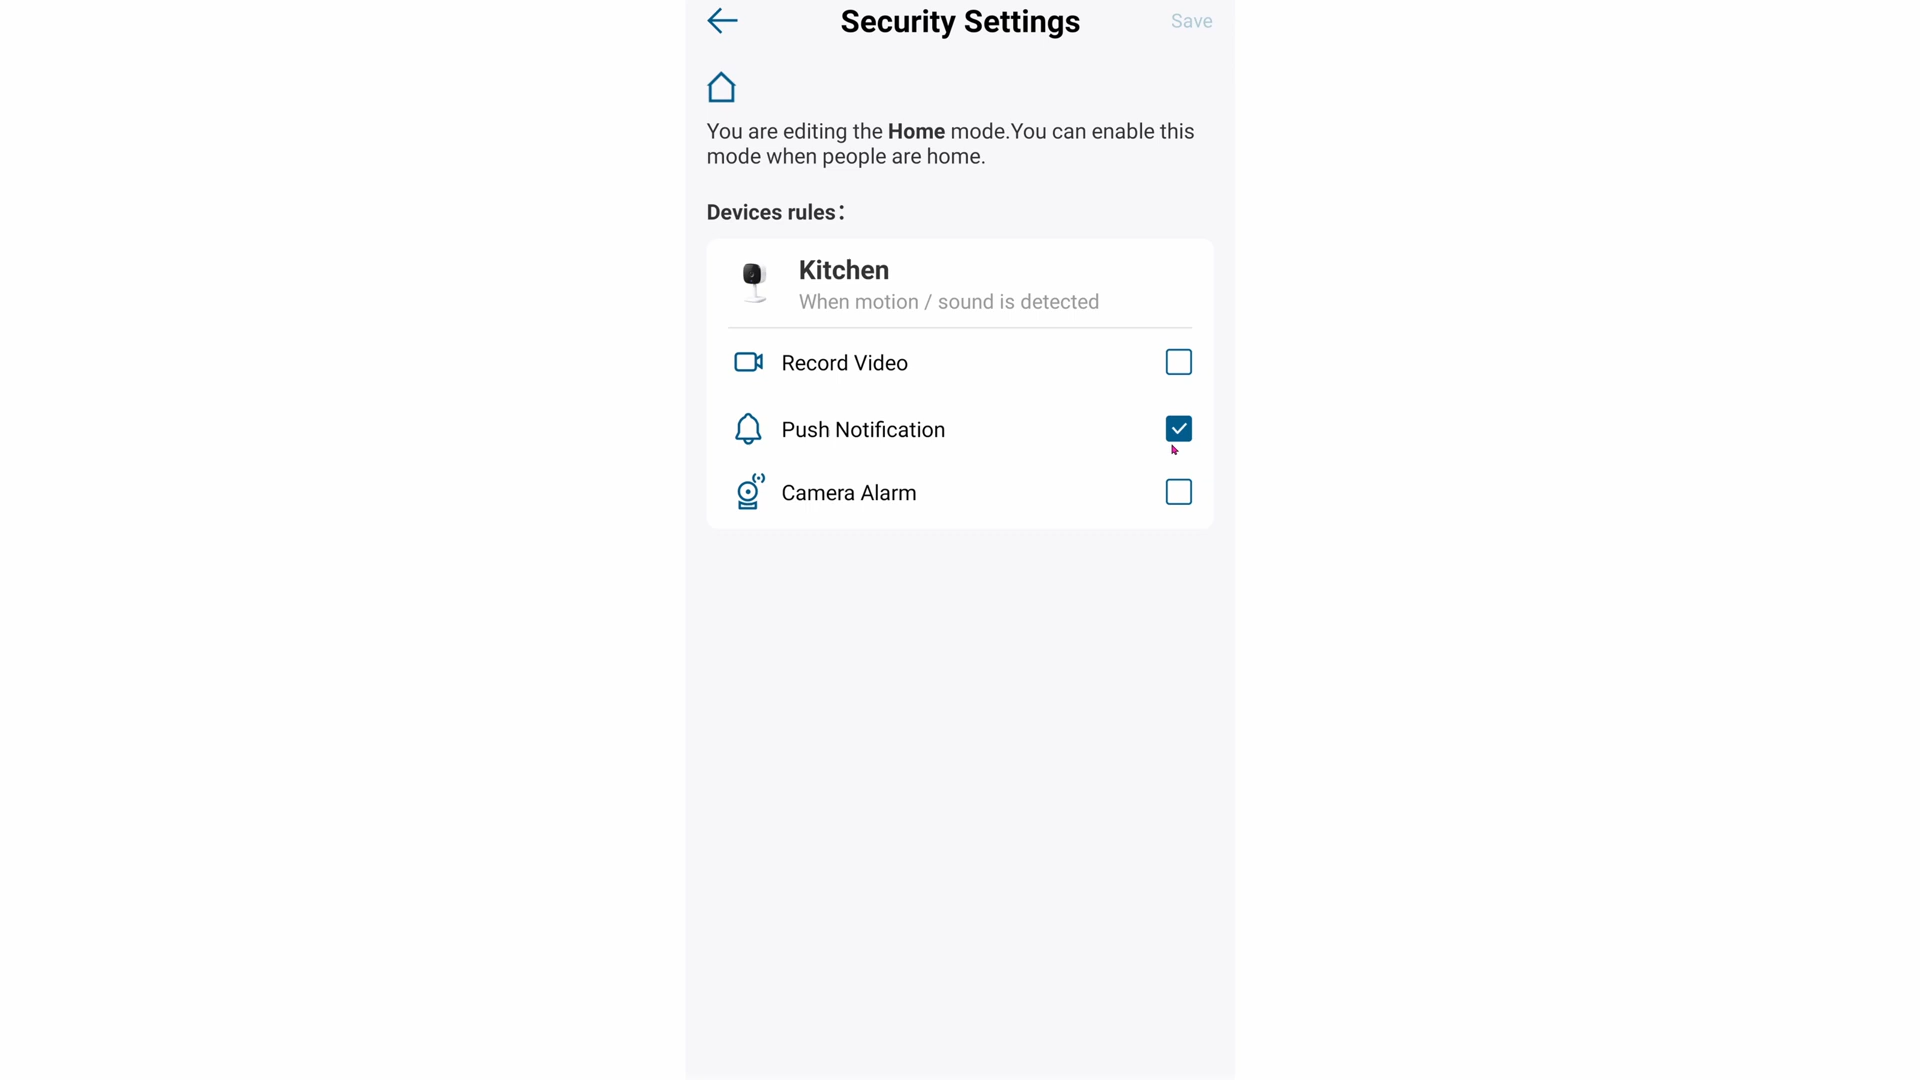 Security Settings
Save
You are editing the Home mode.You can enable this
mode when people are home.
Devices rules:
Kitchen
When motion / sound is detected
Record Video
Push Notification
Camera Alarm